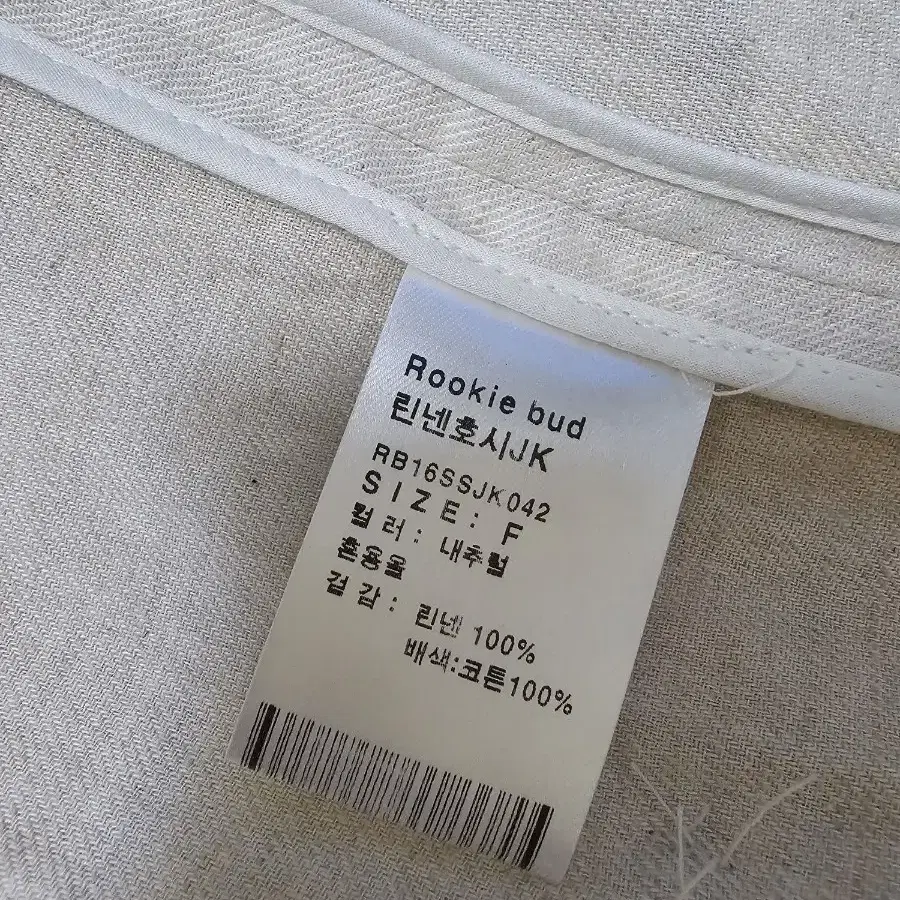 Rookie bud
린넨호시JK
RB16SSJK042
SIZE: F
컬러: 내추럴
혼용율
겉감: 린넨 100%
배색:코튼100%